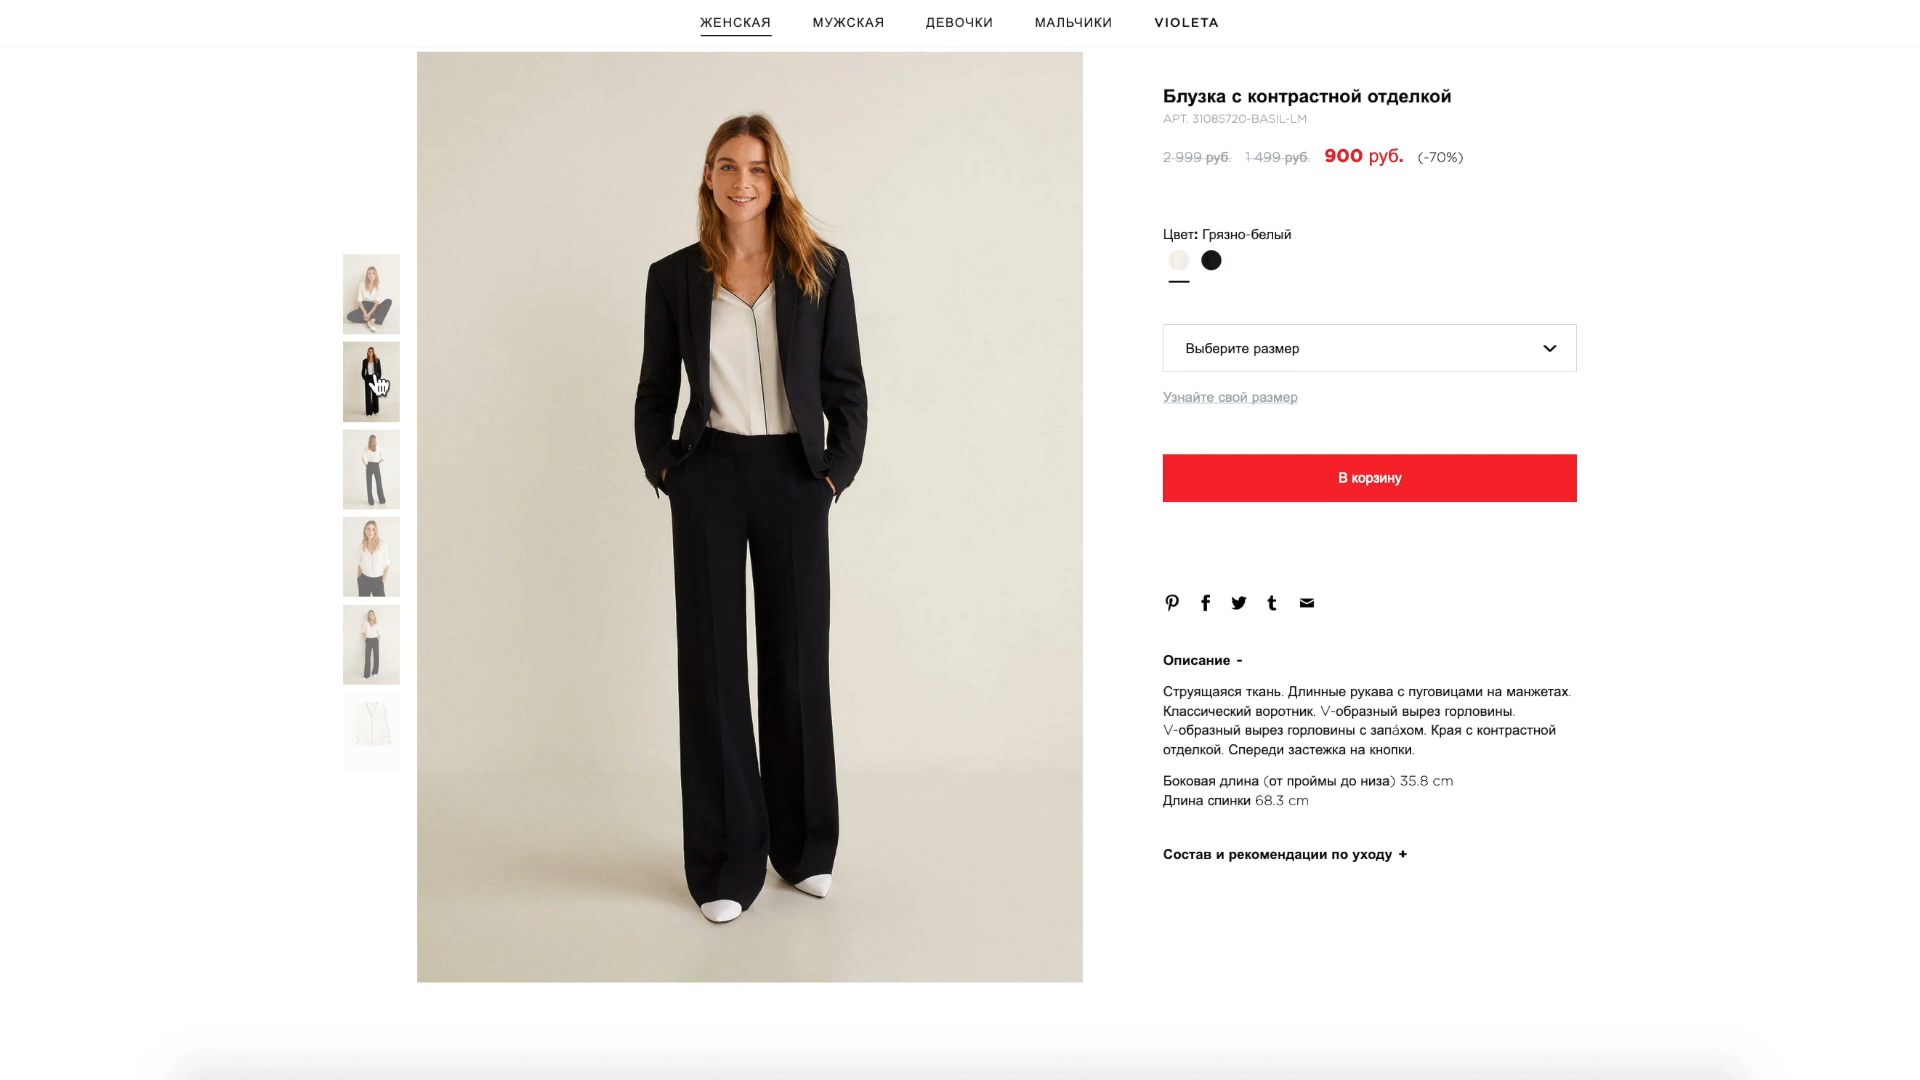 ЖЕНСКАЯ МУЖСКАЯ ДЕВОЧКИ МАЛЬЧИКИ VIOLETA
Блузка с контрастной отделкой
АРТ. 31085720-BASIL-LM
2 999 руб. 1 499 руб. 900 руб. (-70%)
Цвет: Грязно-белый
Выберите размер
Узнайте свой размер
В корзину
Описание -
Струящаяся ткань. Длинные рукава с пуговицами на манжетах.
Классический воротник. V-образный вырез горловины.
V-образный вырез горловины с запáхом. Края с контрастной
отделкой. Спереди застежка на кнопки.
Боковая длина (от проймы до низа) 35.8 cm
Длина спинки 68.3 cm
Состав и рекомендации по уходу +